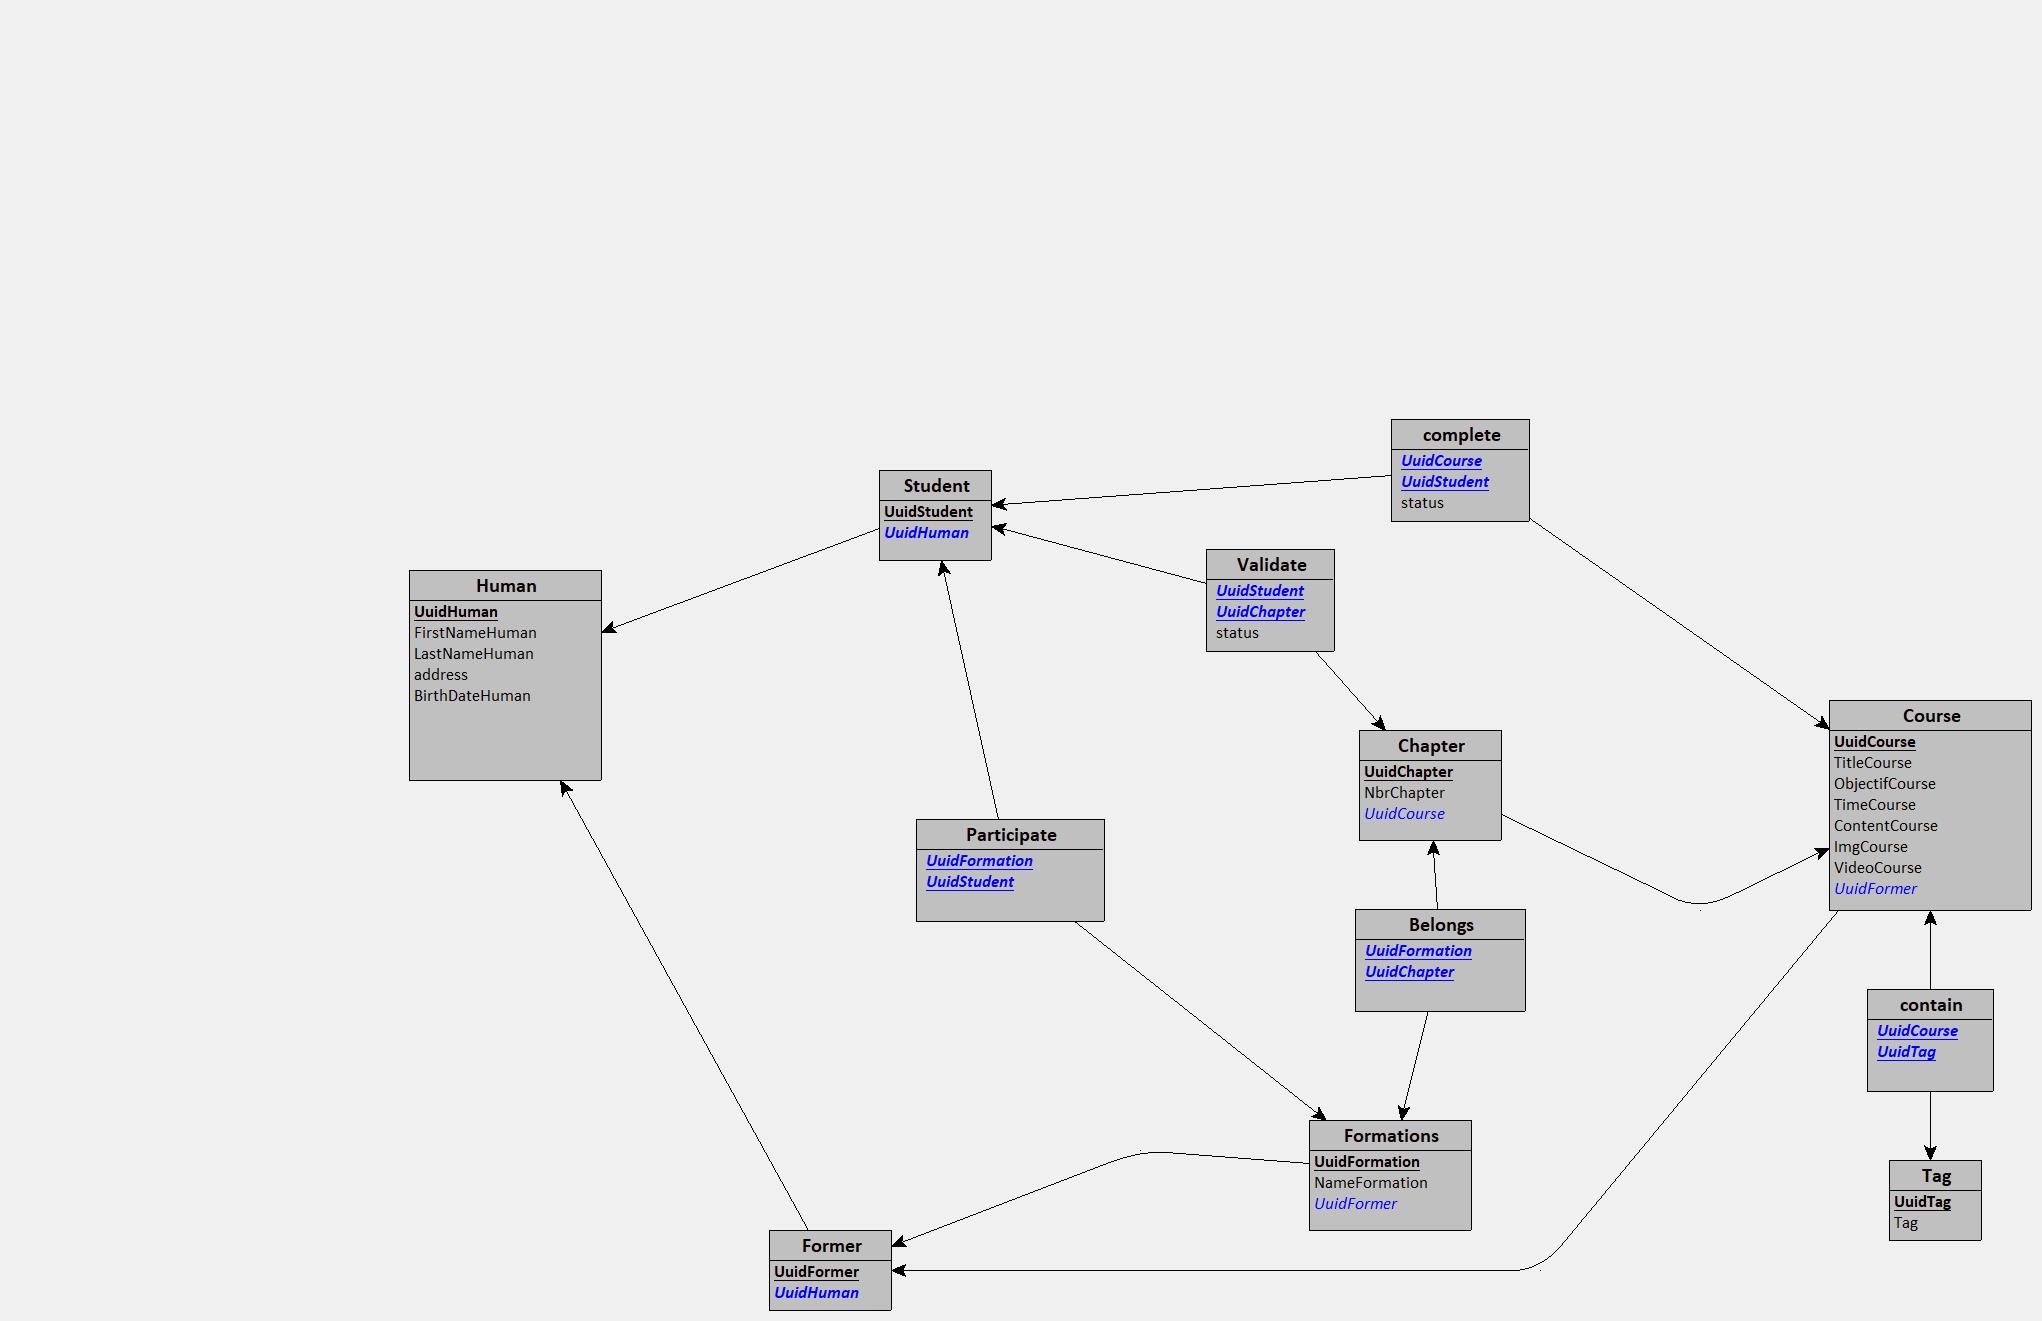 complete
UuidCourse
UuidStudent
status
Student
UuidStudent
UuidHuman
Validate
UuidStudent
UuidChapter
status
Human
UuidHuman
FirstNameHuman
LastNameHuman
address
BirthDateHuman
Course
UuidCourse
TitleCourse
ObjectifCourse
TimeCourse
ContentCourse
ImgCourse
VideoCourse
UuidFormer
Chapter
UuidChapter
NbrChapter
UuidCourse
Participate
UuidFormation
UuidStudent
Belongs
UuidFormation
UuidChapter
contain
UuidCourse
UuidTag
Formations
UuidFormation
NameFormation
UuidFormer
Tag
UuidTag
Tag
Former
UuidFormer
UuidHuman